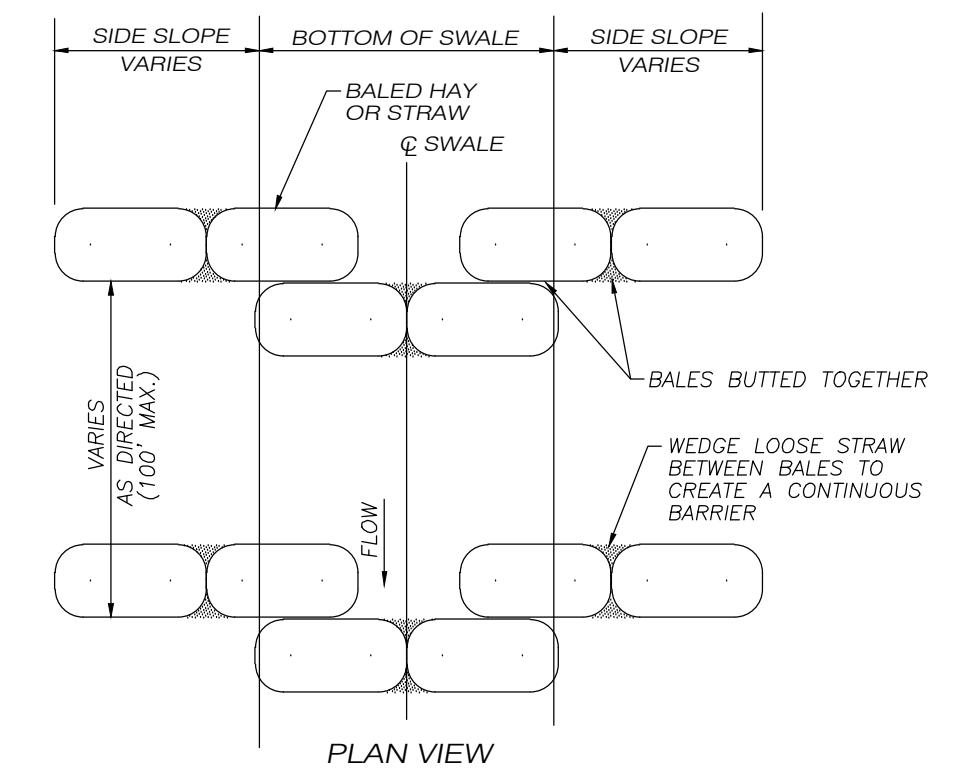 SIDE SLOPE
VARIES
BOTTOM OF SWALE
SIDE SLOPE
VARIES
BALED HAY
OR STRAW
℄ SWALE
BALES BUTTED TOGETHER
VARIES
AS DIRECTED
(100' MAX.)
WEDGE LOOSE STRAW
BETWEEN BALES TO
CREATE A CONTINUOUS
BARRIER
FLOW
PLAN VIEW